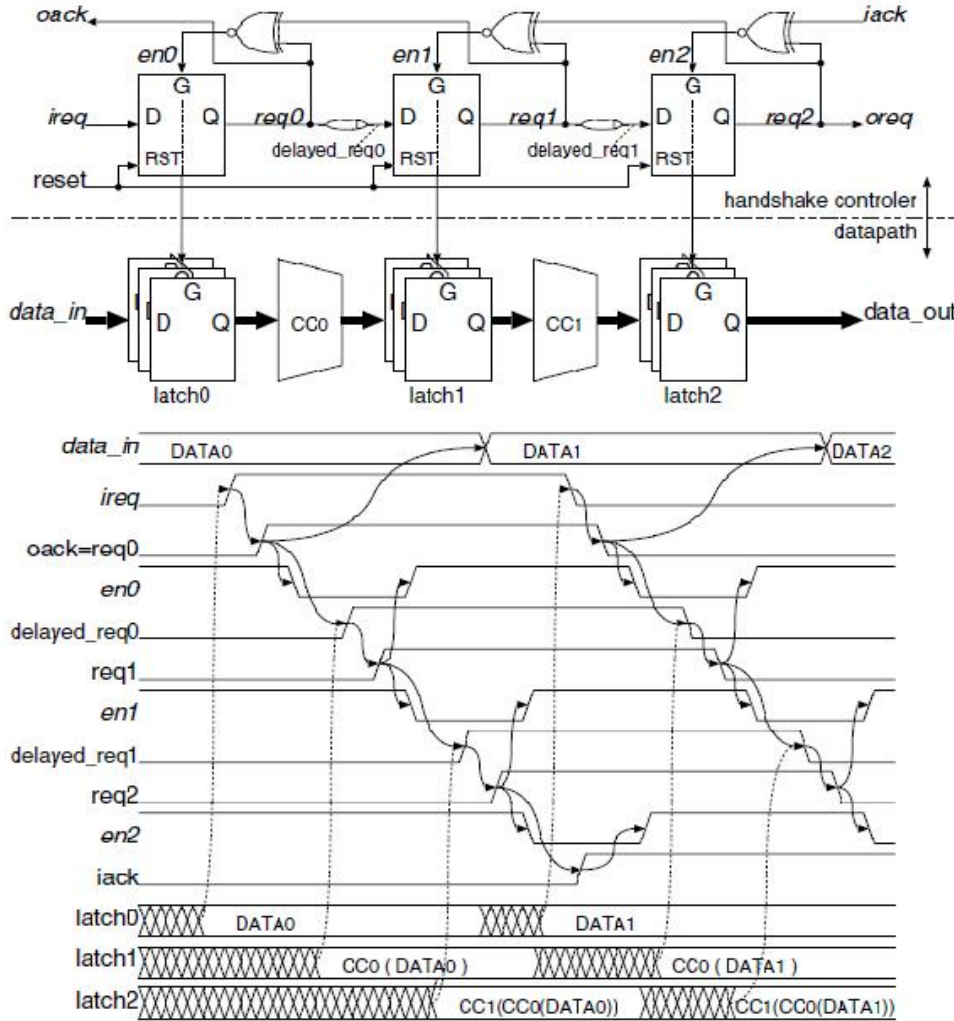 oack iack
en0 en1 en2
G G G
ireq D Q req0 D Q req1 D Q req2 oreq
delayed_req0 delayed_req1
RST RST RST
reset
handshake controler
datapath
G G G
data_in D Q CC0 D Q CC1 D Q data_out
latch0 latch1 latch2
data_in DATA0 DATA1 DATA2
ireq
oack=req0
en0
delayed_req0
req1
en1
delayed_req1
req2
en2
iack
latch0 DATA0 DATA1
latch1 CC0 ( DATA0 ) CC0 ( DATA1 )
latch2 CC1(CC0(DATA0)) CC1(CC0(DATA1))